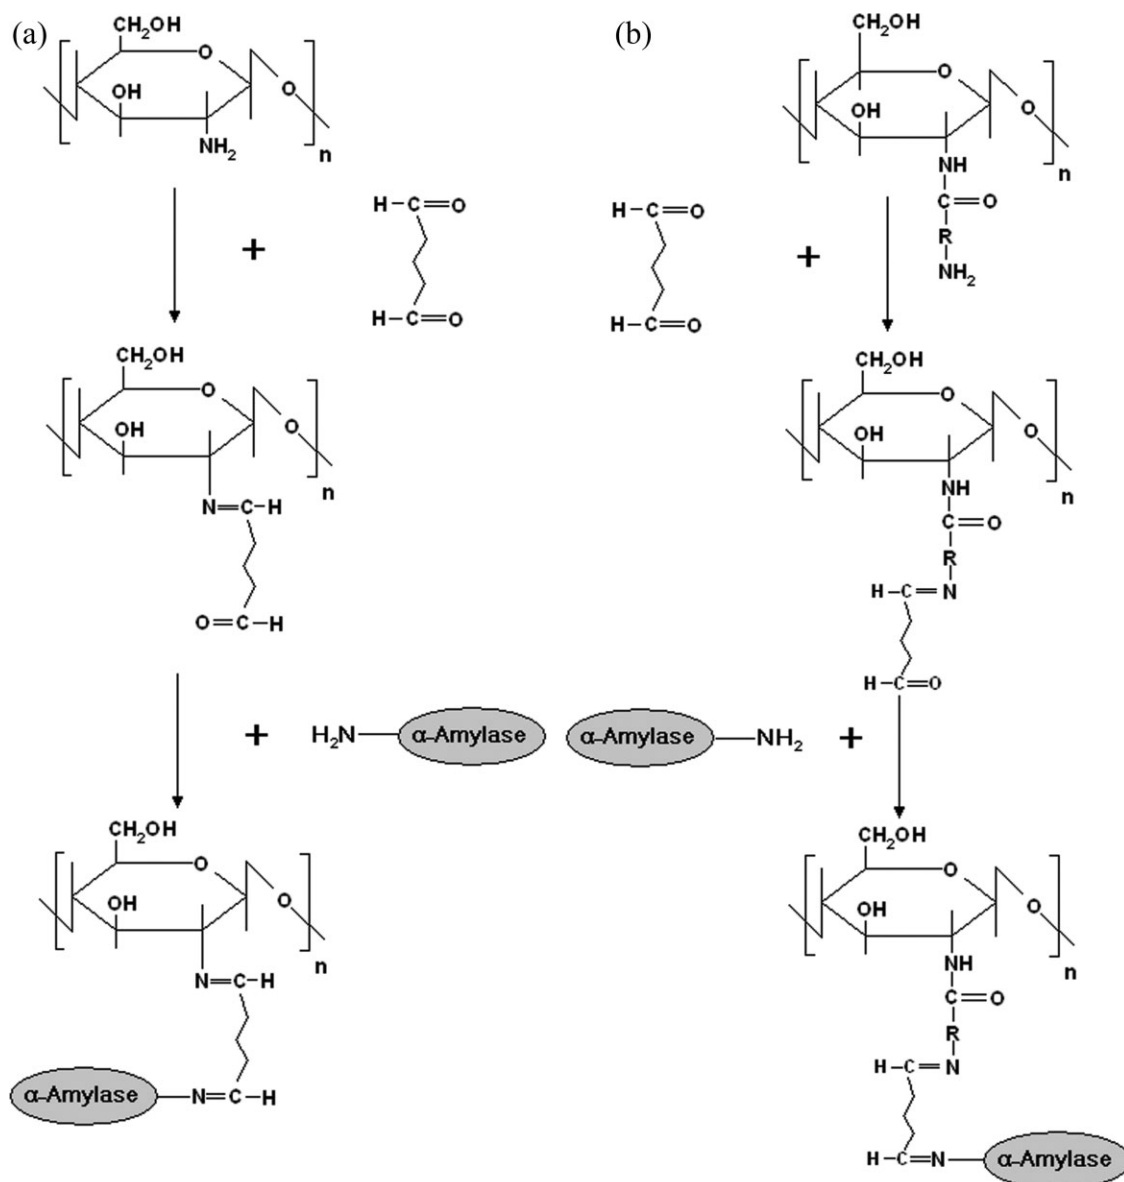 (a)
CH2OH
O
OH
O
NH2
n
(b)
CH2OH
O
OH
O
NH
n
C=O
R
NH2
H-C=O
+
H-C=O
H-C=O
+
H-C=O
CH2OH
O
OH
O
n
N=C-H
O=C-H
CH2OH
O
OH
O
NH
n
C=O
R
H-C=N
H-C=O
+
H2N
α-Amylase
α-Amylase
NH2
+
CH2OH
O
OH
O
n
N=C-H
α-Amylase
N=C-H
CH2OH
O
OH
O
NH
n
C=O
R
H-C=N
H-C=N
α-Amylase